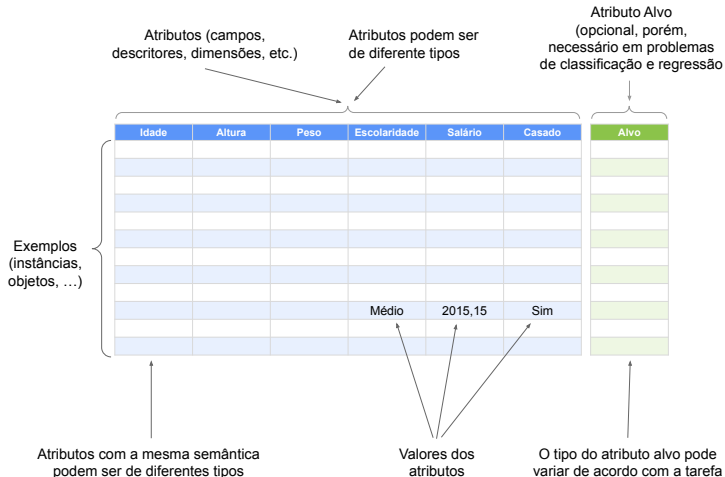 Atributos (campos,
descritores, dimensões, etc.)
Atributos podem ser
de diferente tipos
Atributo Alvo
(opcional, porém,
necessário em problemas
de classificação e regressão
Idade Altura Peso Escolaridade Salário Casado Alvo
Exemplos
(instâncias,
objetos, …)
Médio 2015,15 Sim
Atributos com a mesma semântica
podem ser de diferentes tipos
Valores dos
atributos
O tipo do atributo alvo pode
variar de acordo com a tarefa